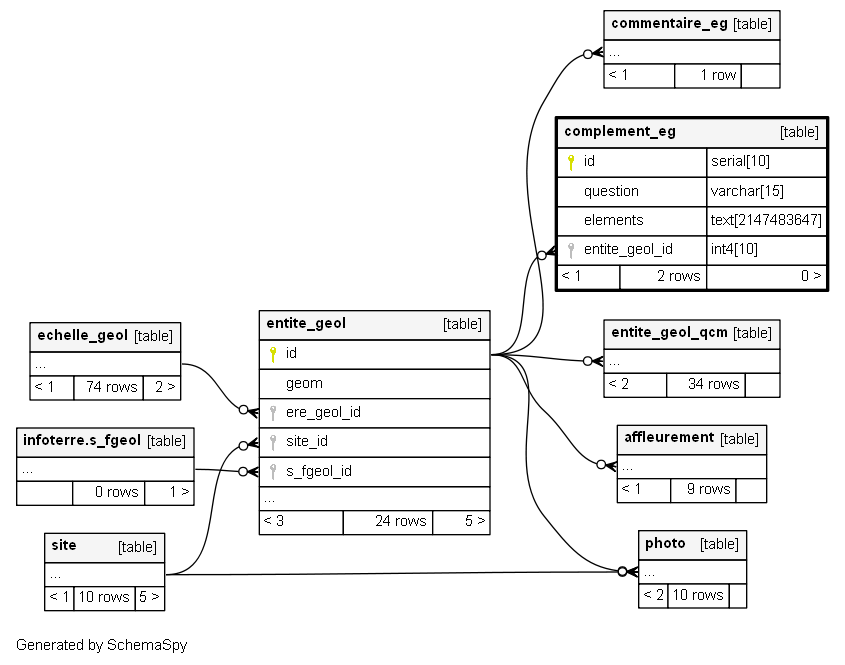 commentaire_eg [table]
...
< 1 1 row
complement_eg [table]
id serial[10]
question varchar[15]
elements text[2147483647]
entite_geol_id int4[10]
< 1 2 rows 0 >
entite_geol [table]
id
geom
ere_geol_id
site_id
s_fgeol_id
...
< 3 24 rows 5 >
echelle_geol [table]
...
< 1 74 rows 2 >
infoterre.s_fgeol [table]
...
0 rows 1 >
site [table]
...
< 1 10 rows 5 >
entite_geol_qcm [table]
...
< 2 34 rows
affleurement [table]
...
< 1 9 rows
photo [table]
...
< 2 10 rows
Generated by SchemaSpy